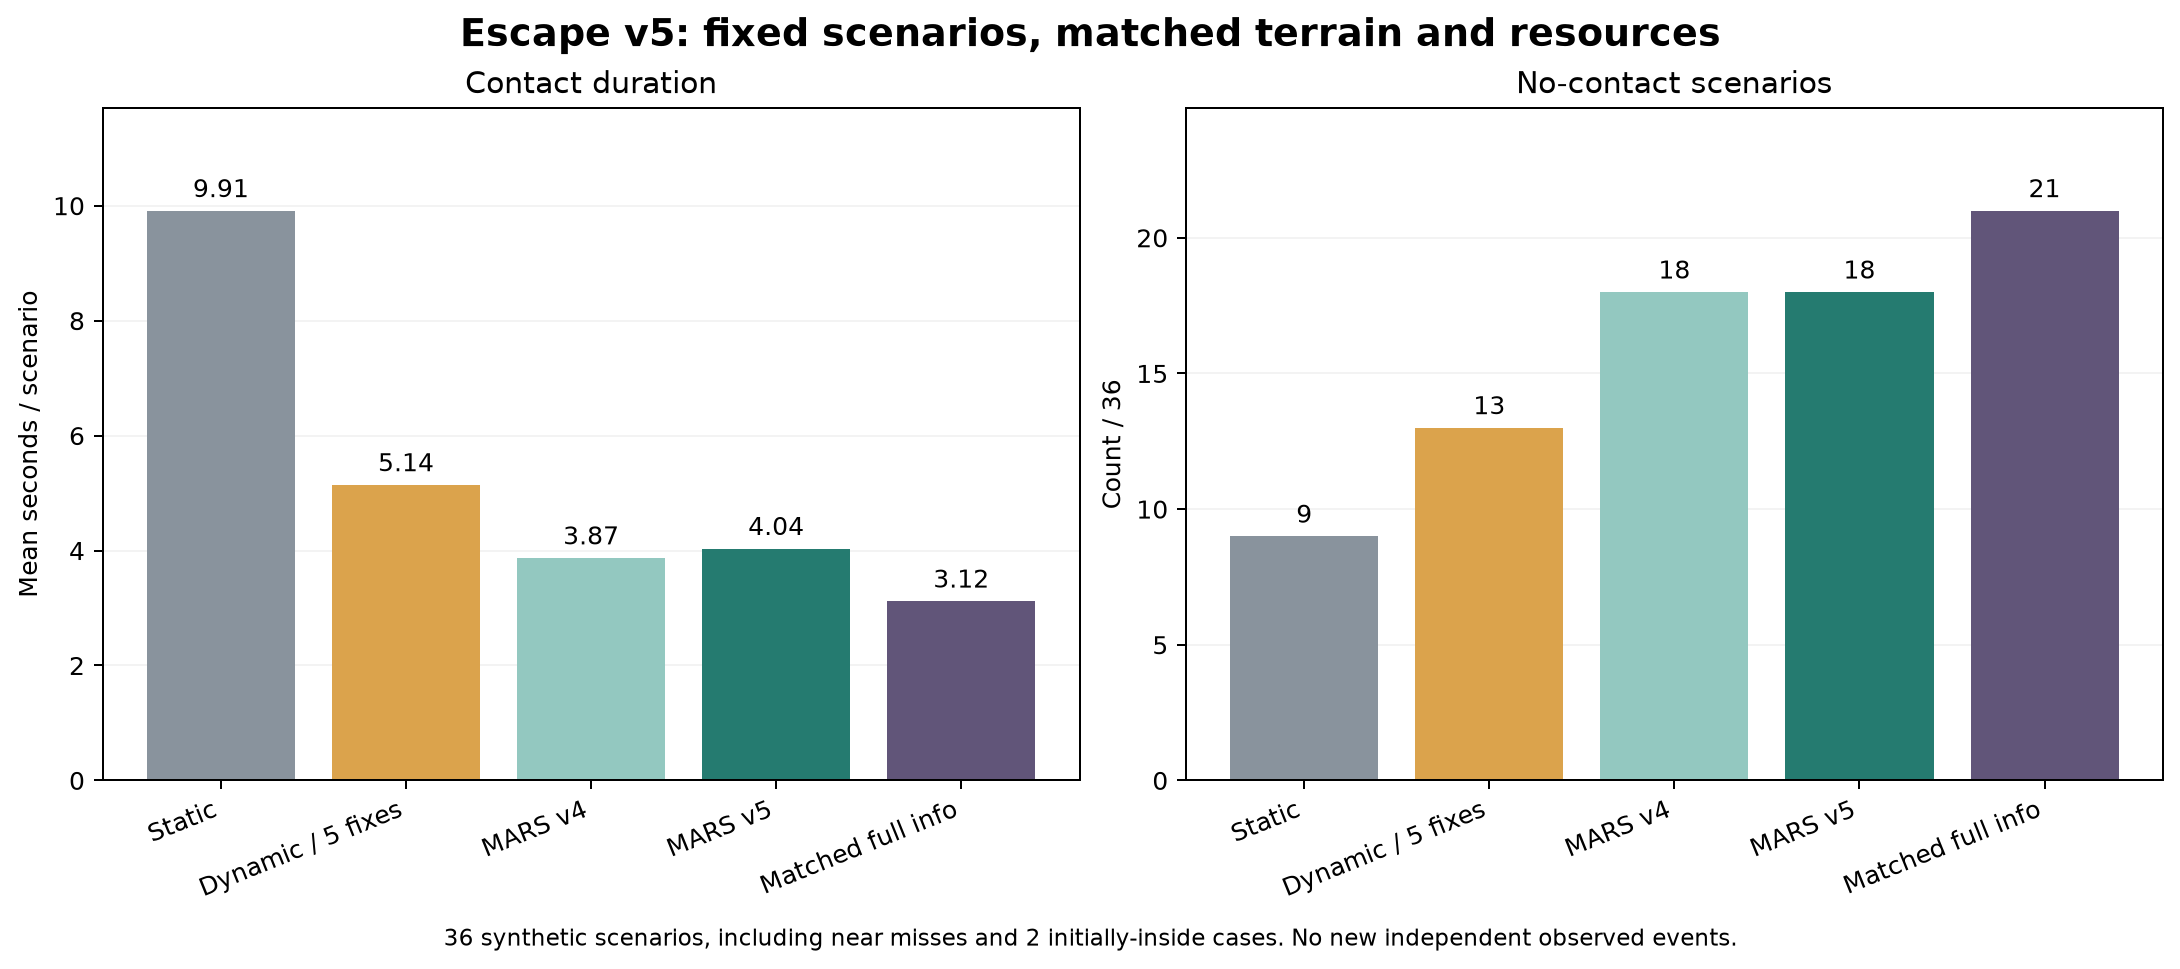 Escape v5: fixed scenarios, matched terrain and resources
Contact duration
Mean seconds / scenario
10
8
6
4
2
0
9.91
5.14
3.87
4.04
3.12
Static
Dynamic / 5 fixes
MARS v4
MARS v5
Matched full info
No-contact scenarios
Count / 36
20
15
10
5
0
9
13
18
18
21
Static
Dynamic / 5 fixes
MARS v4
MARS v5
Matched full info
36 synthetic scenarios, including near misses and 2 initially-inside cases. No new independent observed events.